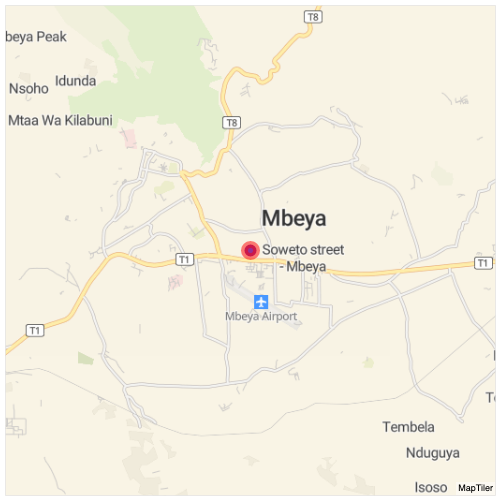 T8
beya Peak
Idunda
Nsoho
Mtaa Wa Kilabuni
T8
Mbeya
Soweto street
- Mbeya
T1
T1
Mbeya Airport
T1
Tembela
Nduguya
Isoso
MapTiler